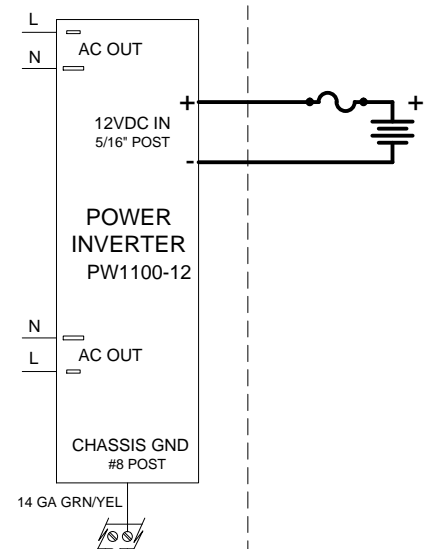 L
AC OUT
N
+
+
12VDC IN
5/16" POST
-
POWER
INVERTER
PW1100-12
N
AC OUT
L
CHASSIS GND
#8 POST
14 GA GRN/YEL